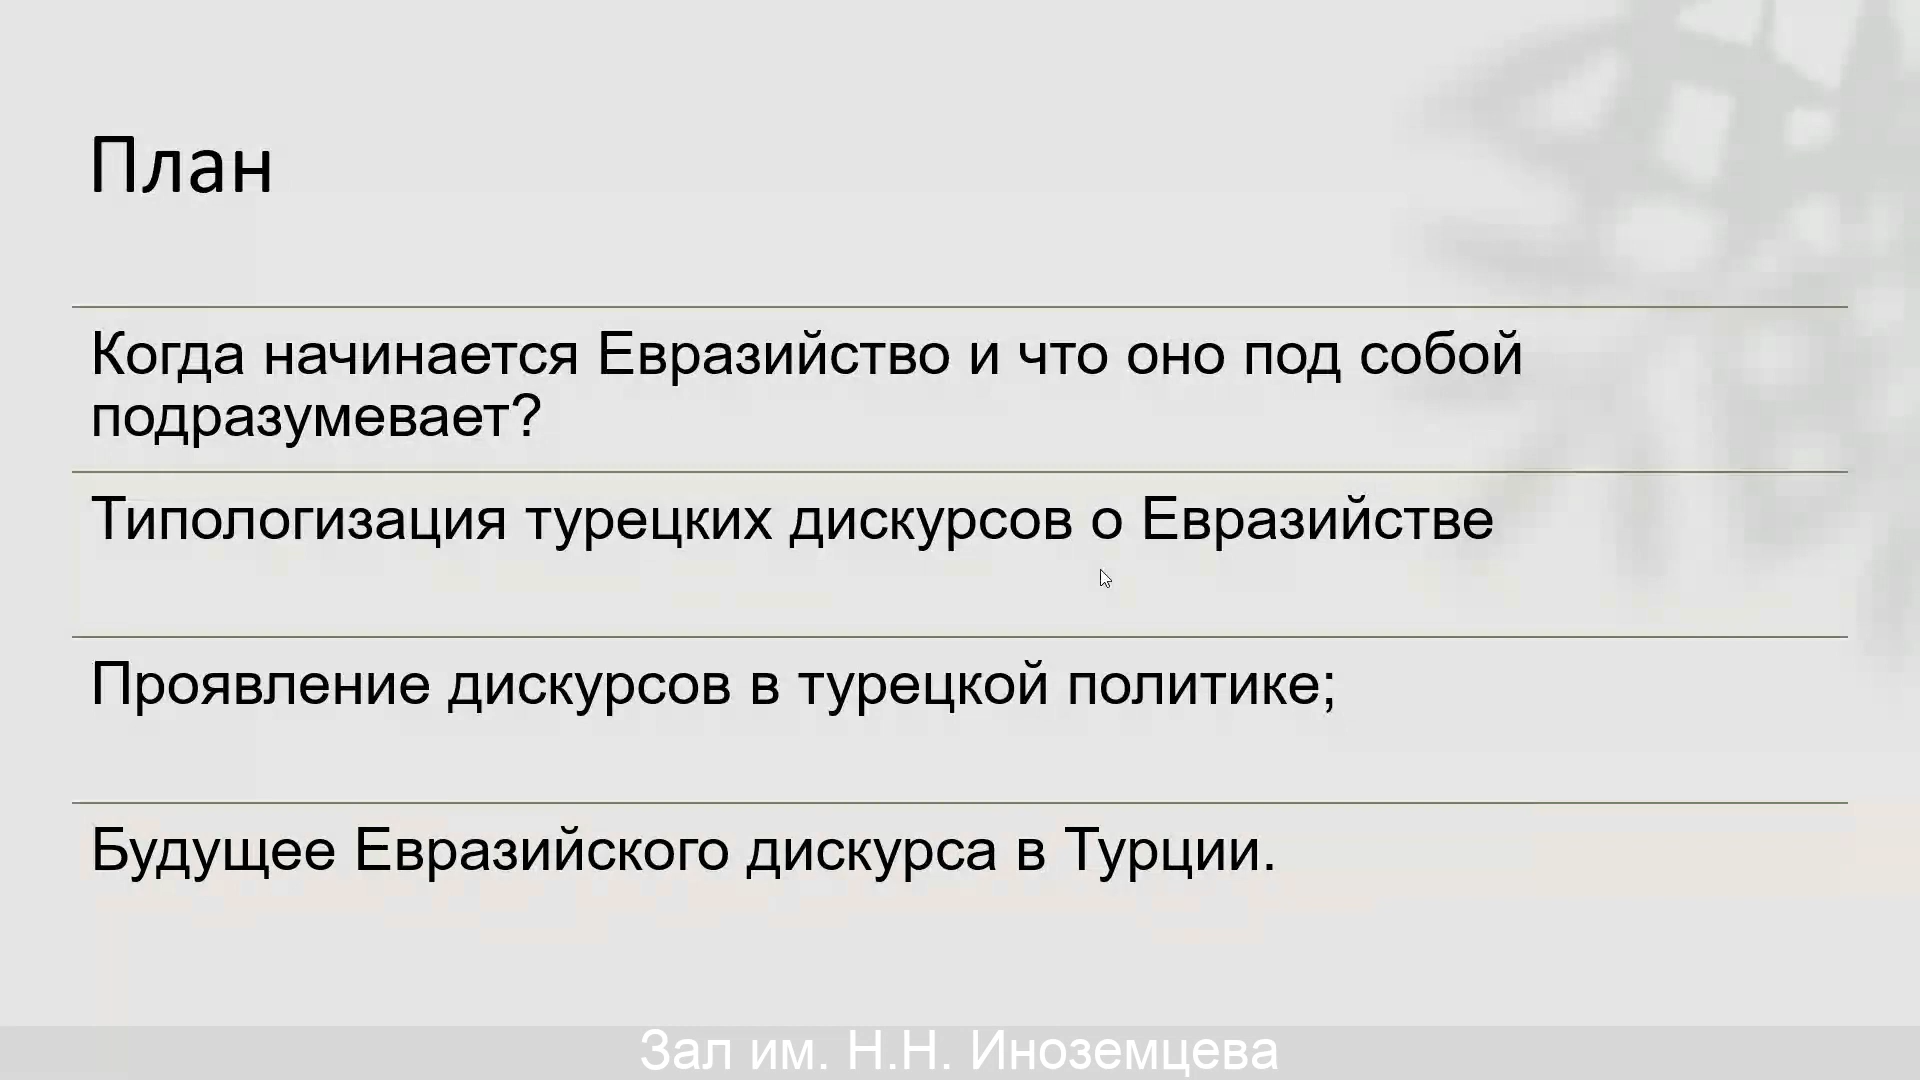 План
Когда начинается Евразийство и что оно под собой
подразумевает?
Типологизация турецких дискурсов о Евразийстве
Проявление дискурсов в турецкой политике;
Будущее Евразийского дискурса в Турции.
Зал им. Н.Н. Иноземцева